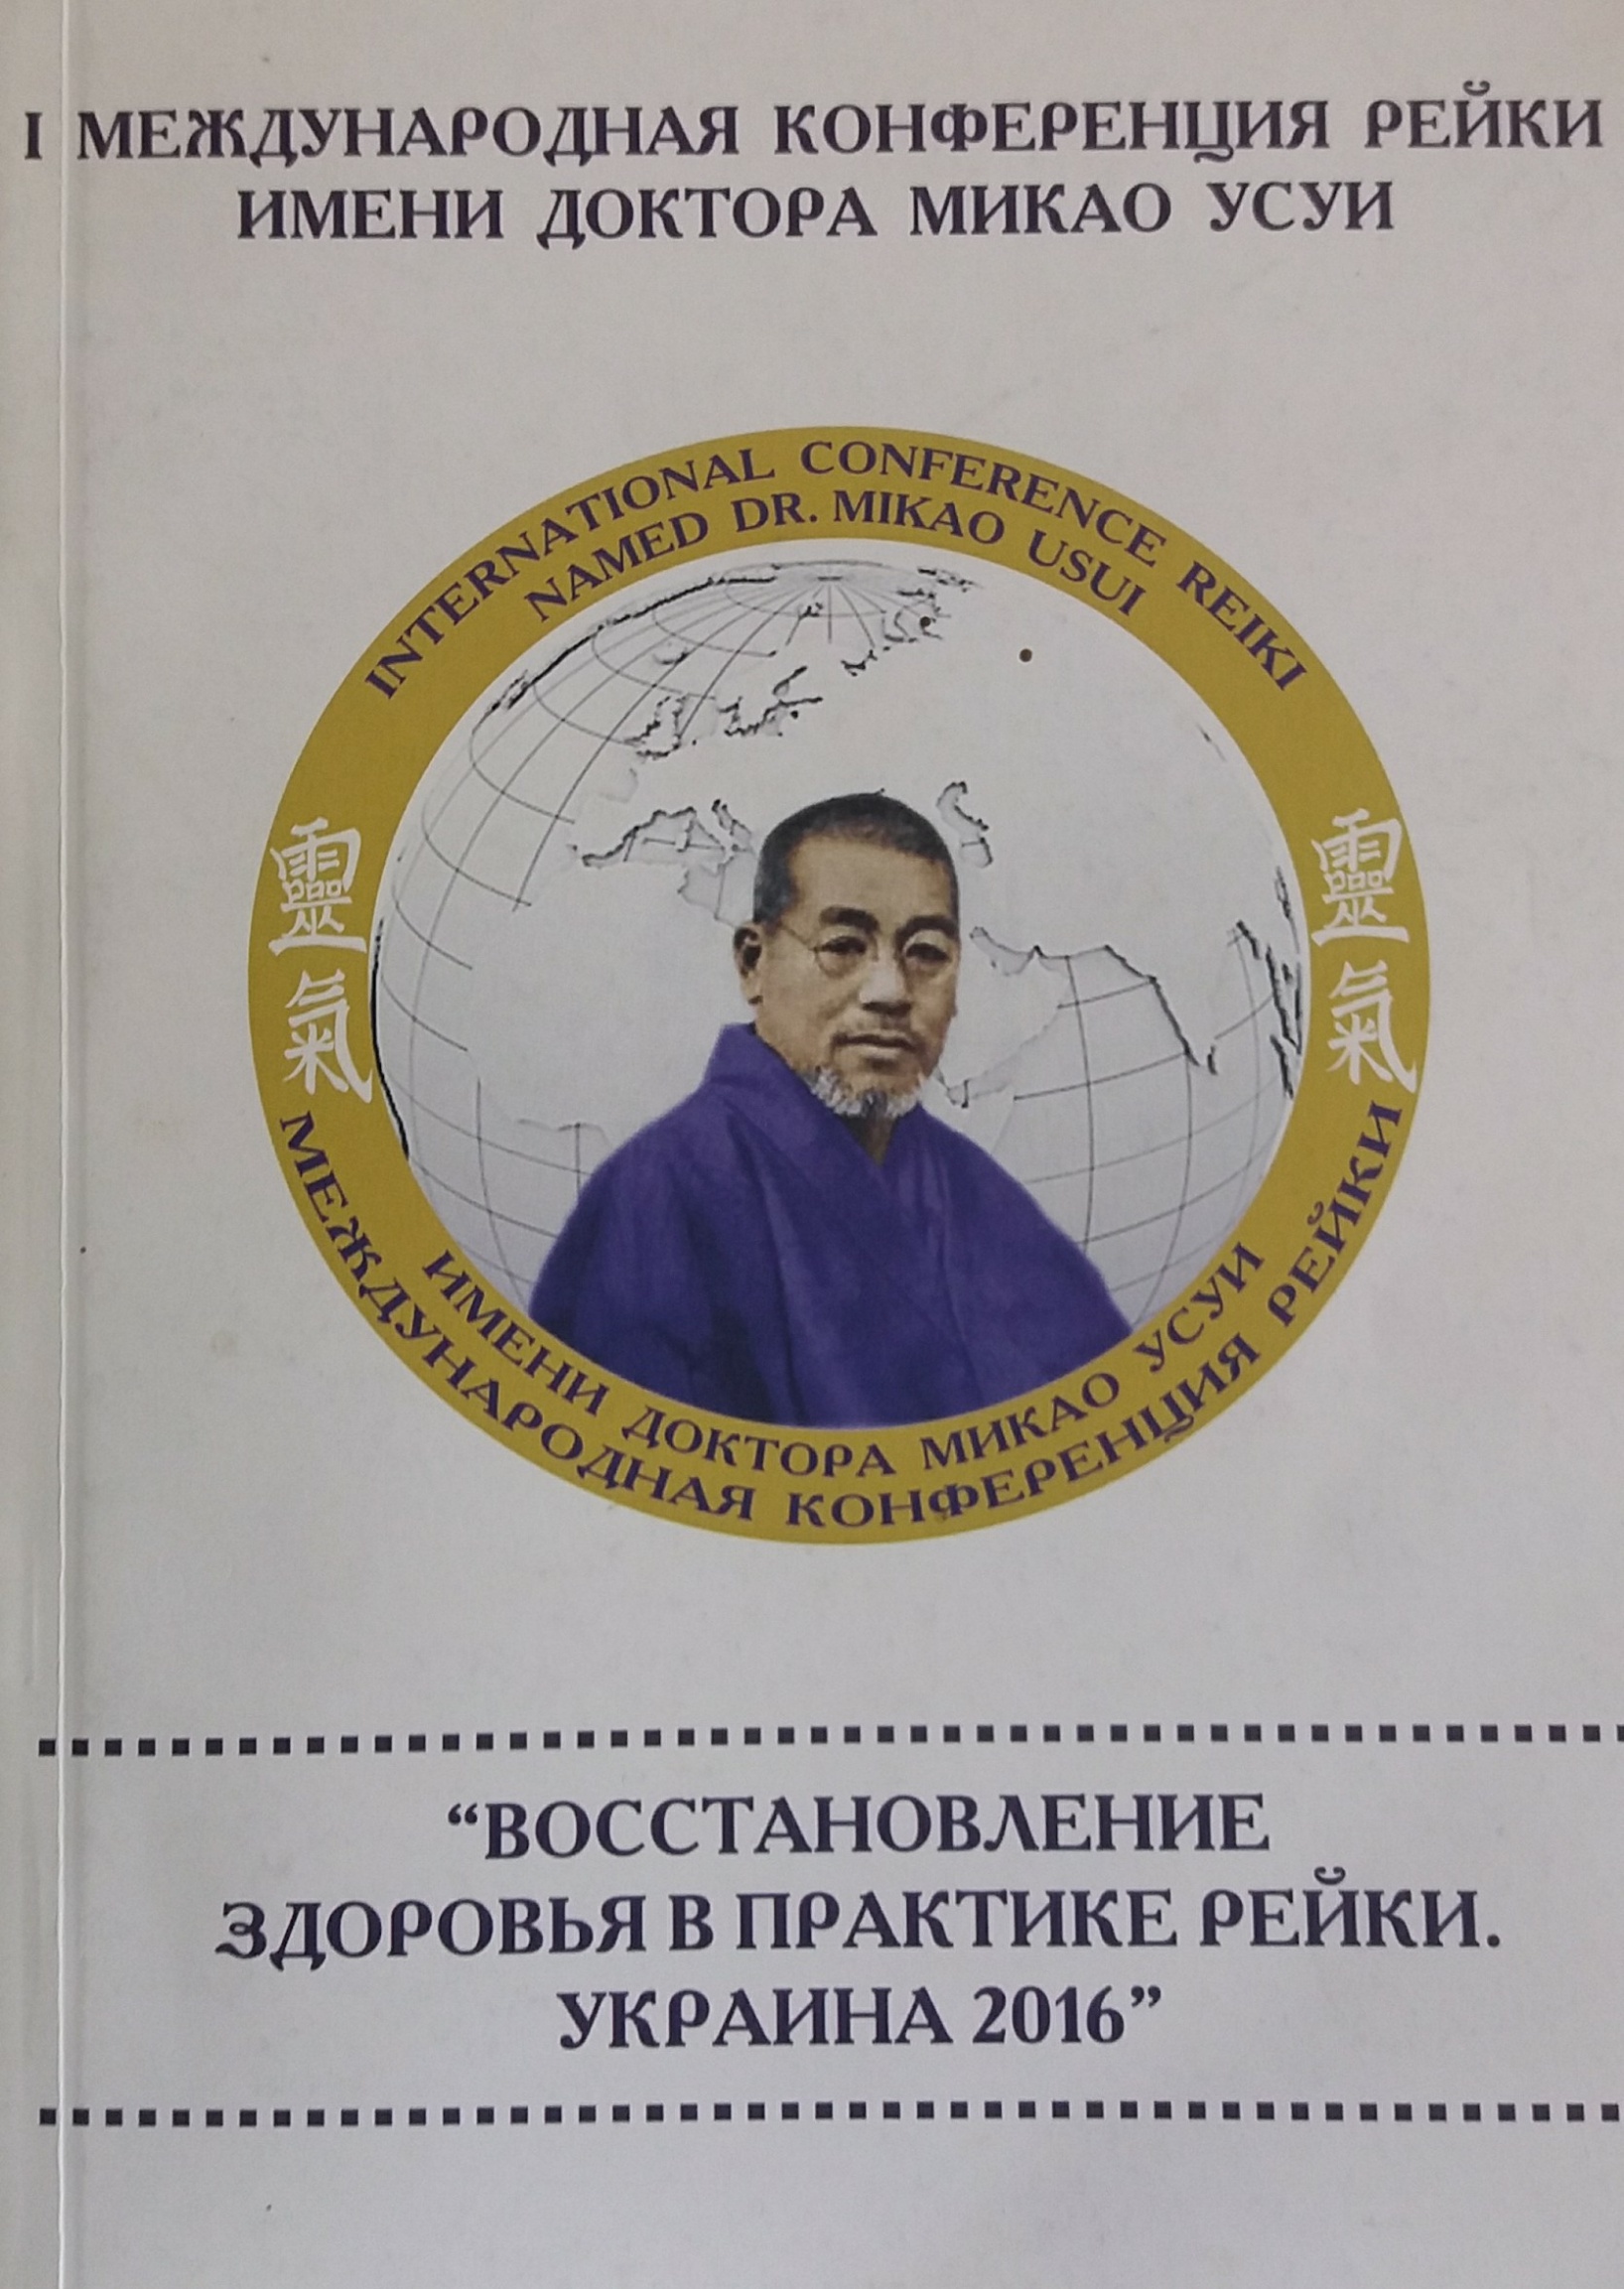 I МЕЖДУНАРОДНАЯ КОНФЕРЕНЦИЯ РЕЙКИ
ИМЕНИ ДОКТОРА МИКАО УСУИ
INTERNATIONAL CONFERENCE REIKI
NAMED DR. MIKAO USUI
靈氣
靈氣
ИМЕНИ ДОКТОРА МИКАО УСУИ
МЕЖДУНАРОДНАЯ КОНФЕРЕНЦИЯ РЕЙКИ
“ВОССТАНОВЛЕНИЕ
ЗДОРОВЬЯ В ПРАКТИКЕ РЕЙКИ.
УКРАИНА 2016”